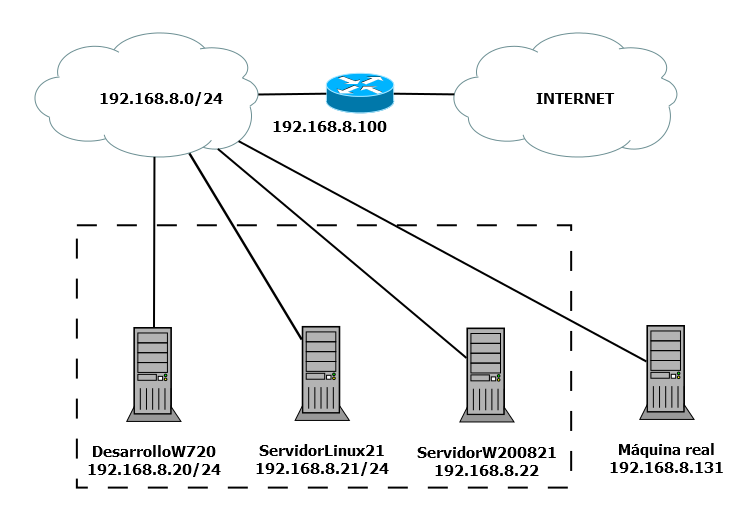 192.168.8.0/24
INTERNET
192.168.8.100
DesarrolloW720
192.168.8.20/24
ServidorLinux21
192.168.8.21/24
ServidorW200821
192.168.8.22
Máquina real
192.168.8.131